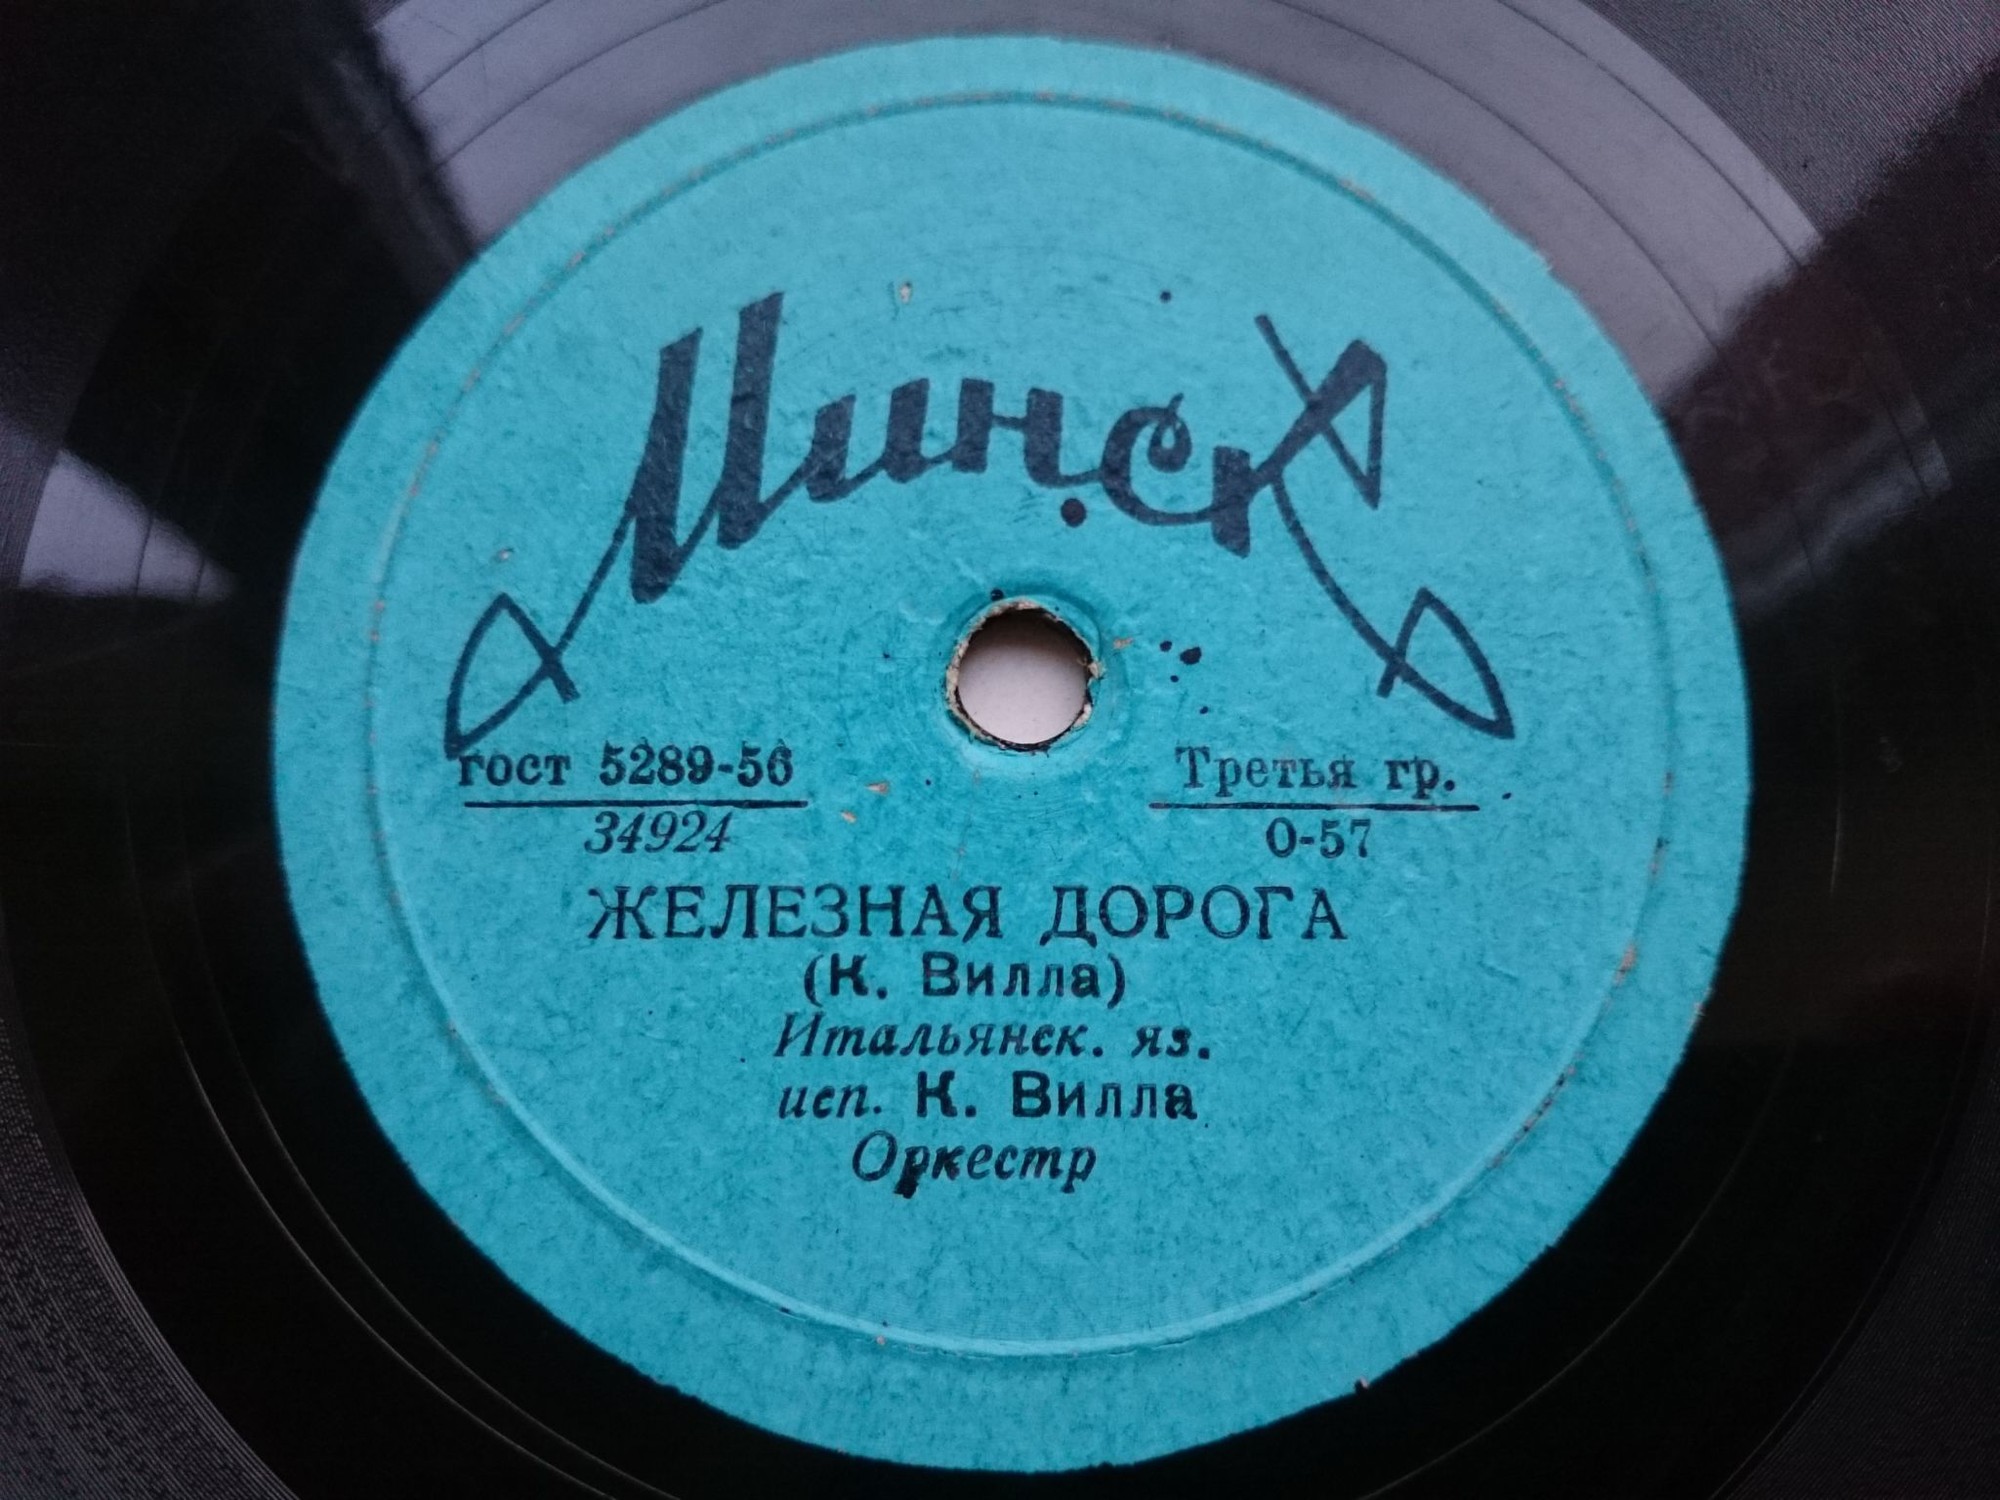 Минск
гост 5289-56
34924
Третья гр.
0-57
ЖЕЛЕЗНАЯ ДОРОГА
(К. Вилла)
Итальянск. яз.
исп. К. Вилла
Оркестр